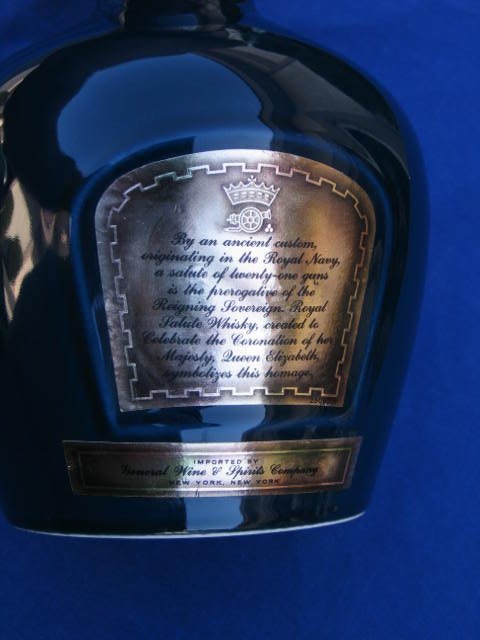 By an ancient custom,
originating in the Royal Navy,
a salute of twenty-one guns
is the prerogative of the
Reigning Sovereign. Royal
Salute Whisky, created to
Celebrate the Coronation of her
Majesty, Queen Elizabeth,
symbolizes this homage.
IMPORTED BY
General Wine & Spirits Company
NEW YORK, NEW YORK